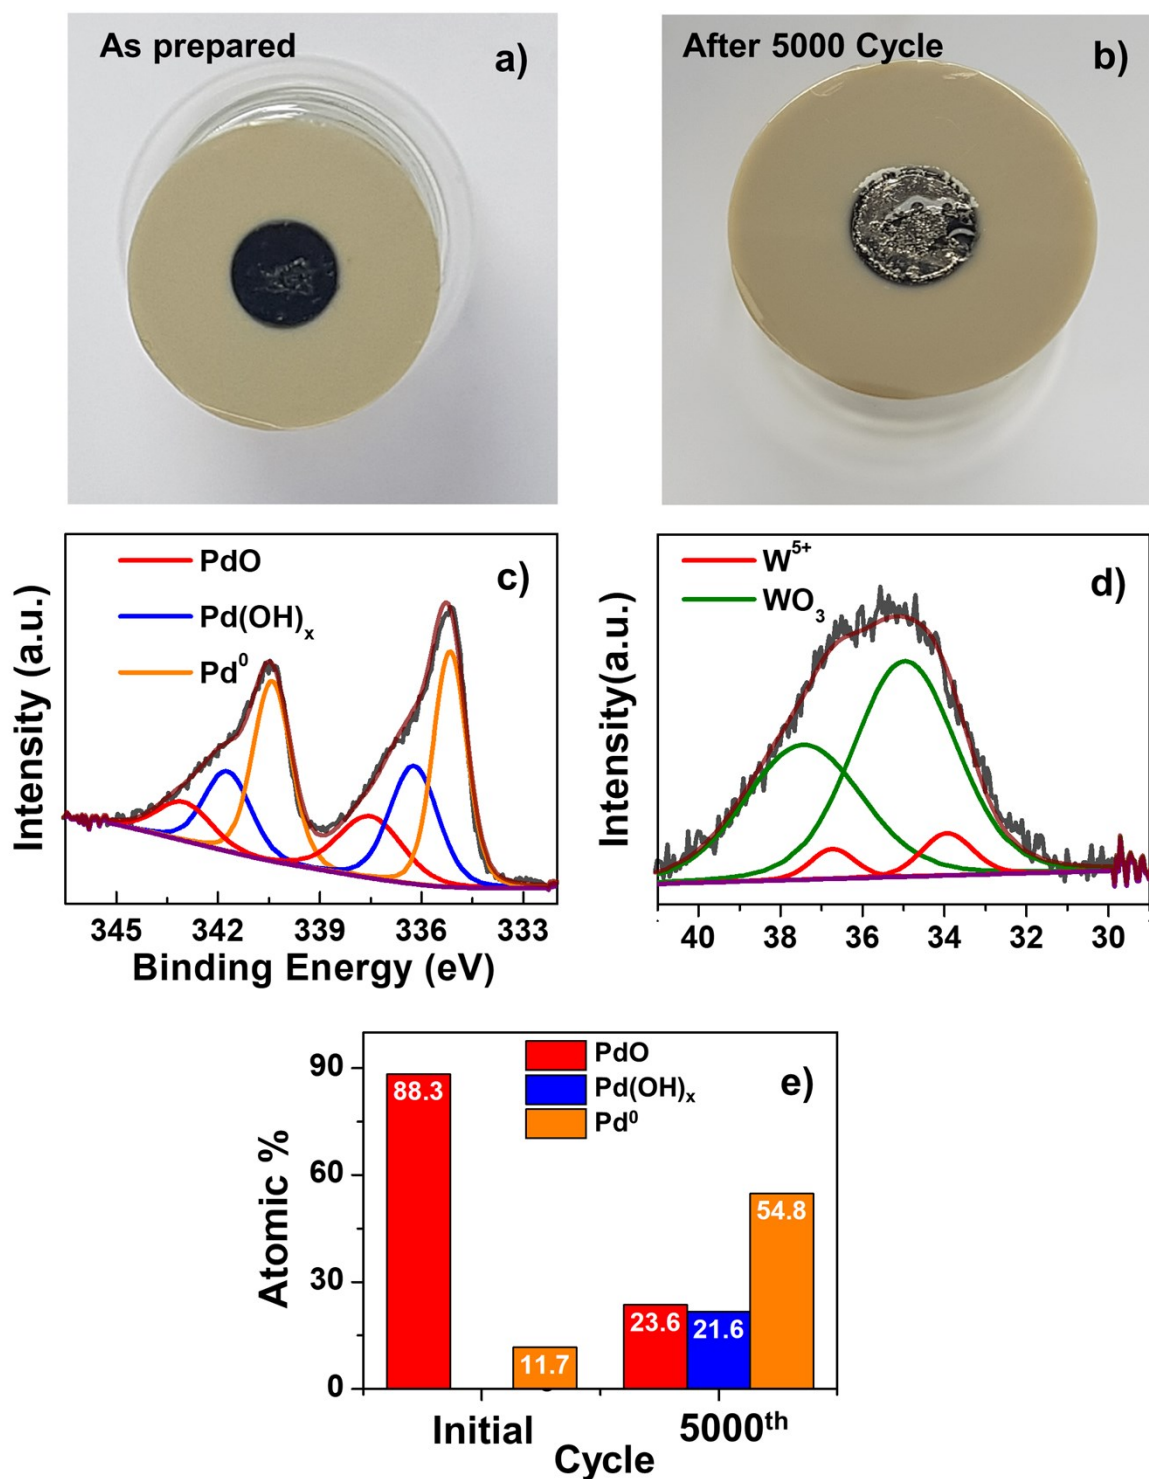 As prepared
a)
After 5000 Cycle
b)
c)
PdO
Pd(OH)ₓ
Pd⁰
Intensity (a.u.)
345 342 339 336 333
Binding Energy (eV)
d)
W⁵⁺
WO₃
Intensity(a.u.)
40 38 36 34 32 30
e)
PdO
Pd(OH)ₓ
Pd⁰
Atomic %
90
60
30
0
88.3
11.7
23.6
21.6
54.8
Initial 5000ᵗʰ
Cycle